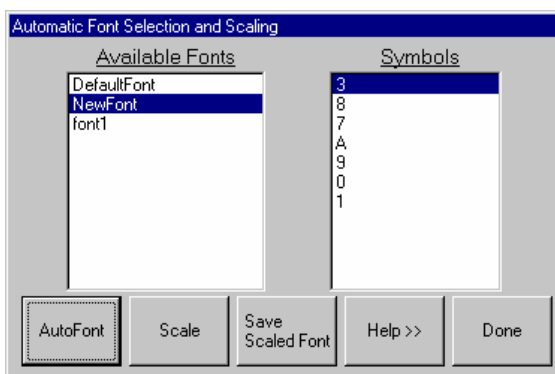 Automatic Font Selection and Scaling
Available Fonts
DefaultFont
NewFont
font1
Symbols
3
8
7
A
9
0
1
AutoFont
Scale
Save
Scaled Font
Help >>
Done